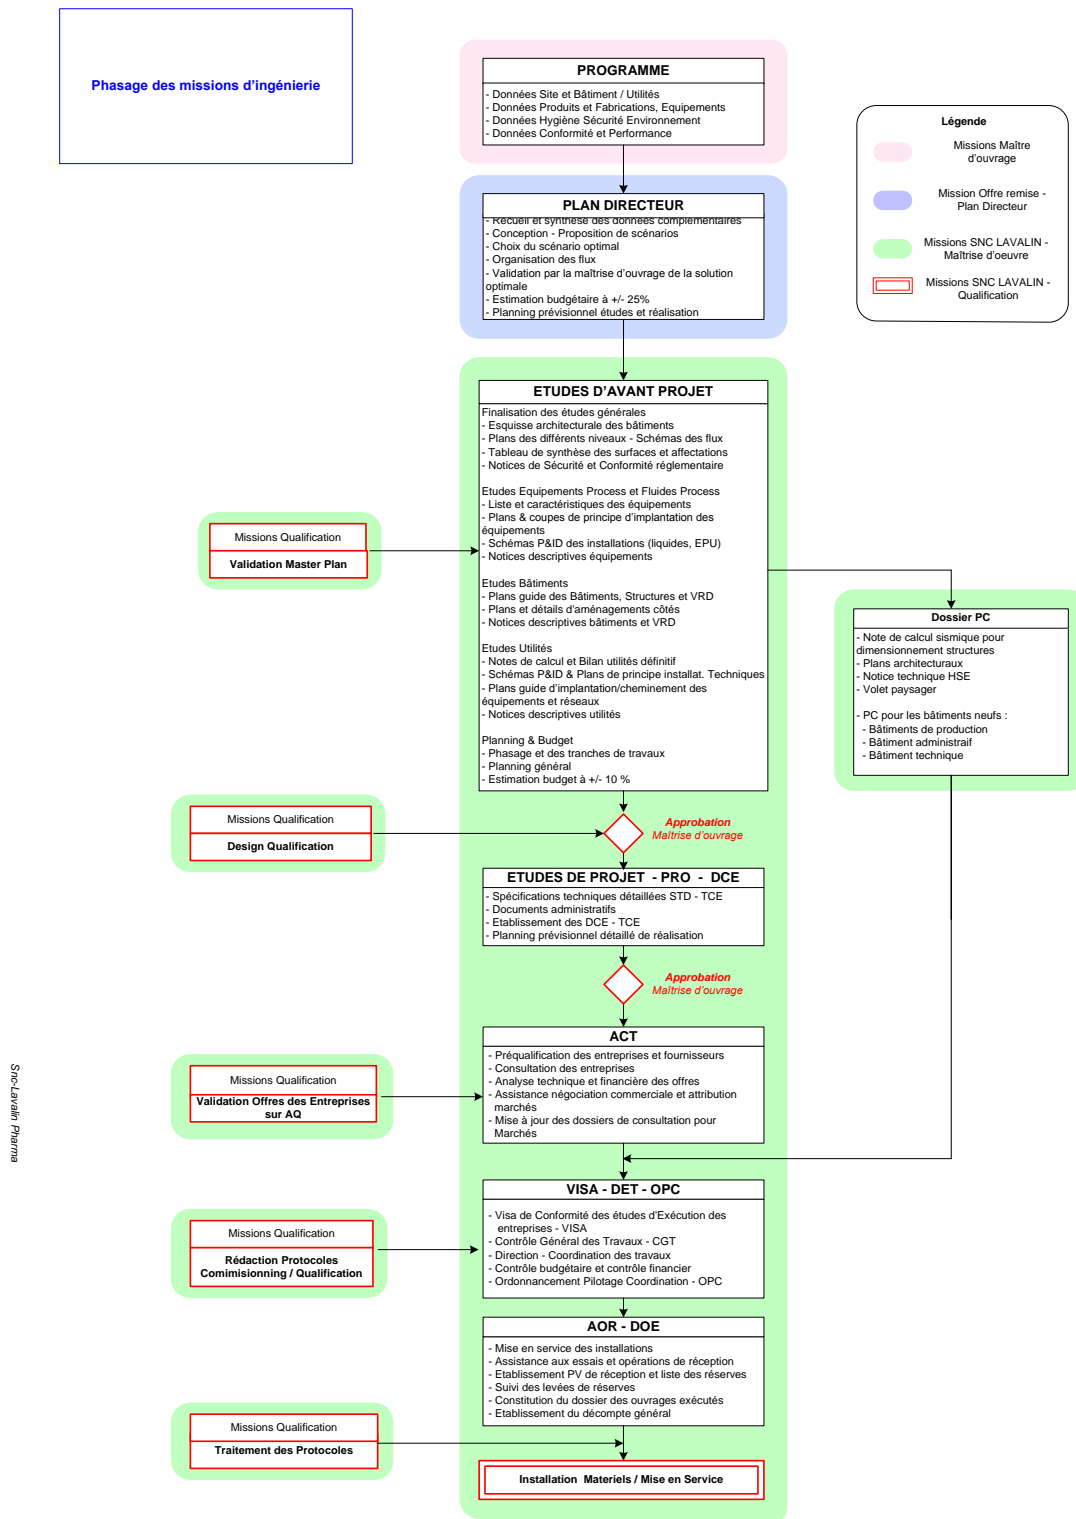 Phasage des missions d'ingénierie
PROGRAMME
- Données Site et Bâtiment / Utilités
- Données Produits et Fabrications, Equipements
- Données Hygiène Sécurité Environnement
- Données Conformité et Performance
Légende
Missions Maître
d'ouvrage
Mission Offre remise -
Plan Directeur
Missions SNC LAVALIN -
Maîtrise d'oeuvre
Missions SNC LAVALIN -
Qualification
PLAN DIRECTEUR
- Recueil et synthèse des données complémentaires
- Conception - Proposition de scénarios
- Choix du scénario optimal
- Organisation des flux
- Validation par la maîtrise d'ouvrage de la solution
optimale
- Estimation budgétaire à +/- 25%
- Planning prévisionnel études et réalisation
ETUDES D'AVANT PROJET
Finalisation des études générales
- Esquisse architecturale des bâtiments
- Plans des différents niveaux - Schémas des flux
- Tableau de synthèse des surfaces et affectations
- Notices de Sécurité et Conformité réglementaire
Etudes Equipements Process et Fluides Process
- Liste et caractéristiques des équipements
- Plans & coupes de principe d'implantation des
équipements
- Schémas P&ID des installations (liquides, EPU)
- Notices descriptives équipements
Etudes Bâtiments
- Plans guide des Bâtiments, Structures et VRD
- Plans et détails d'aménagements côtés
- Notices descriptives bâtiments et VRD
Etudes Utilités
- Notes de calcul et Bilan utilités définitif
- Schémas P&ID & Plans de principe installat. Techniques
- Plans guide d'implantation/cheminement des
équipements et réseaux
- Notices descriptives utilités
Planning & Budget
- Phasage et des tranches de travaux
- Planning général
- Estimation budget à +/- 10 %
Missions Qualification
Validation Master Plan
Dossier PC
- Note de calcul sismique pour
dimensionnement structures
- Plans architecturaux
- Notice technique HSE
- Volet paysager
- PC pour les bâtiments neufs :
- Bâtiments de production
- Bâtiment administraif
- Bâtiment technique
Missions Qualification
Design Qualification
Approbation
Maîtrise d'ouvrage
ETUDES DE PROJET - PRO - DCE
- Spécifications techniques détaillées STD - TCE
- Documents administratifs
- Etablissement des DCE - TCE
- Planning prévisionnel détaillé de réalisation
Approbation
Maîtrise d'ouvrage
ACT
- Préqualification des entreprises et fournisseurs
- Consultation des entreprises
- Analyse technique et financière des offres
- Assistance négociation commerciale et attribution
marchés
- Mise à jour des dossiers de consultation pour
Marchés
Missions Qualification
Validation Offres des Entreprises
sur AQ
Snc-Lavalin Pharma
VISA - DET - OPC
- Visa de Conformité des études d'Exécution des
entreprises - VISA
- Contrôle Général des Travaux - CGT
- Direction - Coordination des travaux
- Contrôle budgétaire et contrôle financier
- Ordonnancement Pilotage Coordination - OPC
Missions Qualification
Rédaction Protocoles
Comimisionning / Qualification
AOR - DOE
- Mise en service des installations
- Assistance aux essais et opérations de réception
- Etablissement PV de réception et liste des réserves
- Suivi des levées de réserves
- Constitution du dossier des ouvrages exécutés
- Etablissement du décompte général
Missions Qualification
Traitement des Protocoles
Installation Materiels / Mise en Service